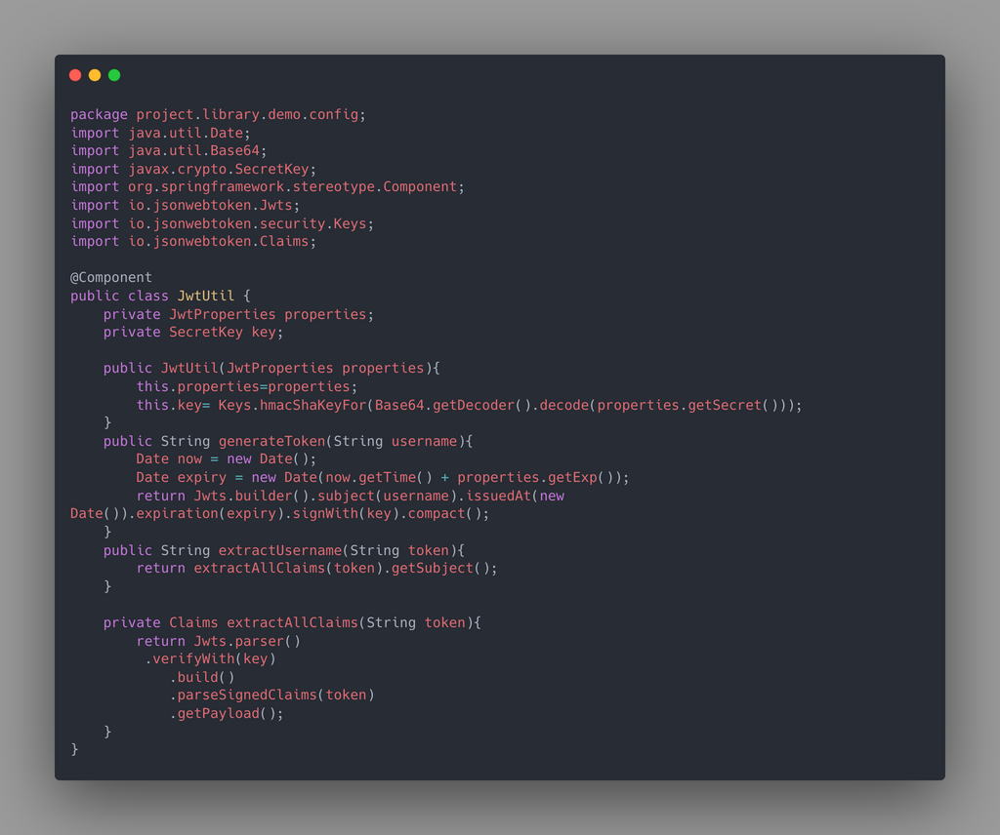 package project.library.demo.config;
import java.util.Date;
import java.util.Base64;
import javax.crypto.SecretKey;
import org.springframework.stereotype.Component;
import io.jsonwebtoken.Jwts;
import io.jsonwebtoken.security.Keys;
import io.jsonwebtoken.Claims;

@Component
public class JwtUtil {
    private JwtProperties properties;
    private SecretKey key;

    public JwtUtil(JwtProperties properties){
        this.properties=properties;
        this.key= Keys.hmacShaKeyFor(Base64.getDecoder().decode(properties.getSecret()));
    }
    public String generateToken(String username){
        Date now = new Date();
        Date expiry = new Date(now.getTime() + properties.getExp());
        return Jwts.builder().subject(username).issuedAt(new
Date()).expiration(expiry).signWith(key).compact();
    }
    public String extractUsername(String token){
        return extractAllClaims(token).getSubject();
    }

    private Claims extractAllClaims(String token){
        return Jwts.parser()
         .verifyWith(key)
            .build()
            .parseSignedClaims(token)
            .getPayload();
    }
}